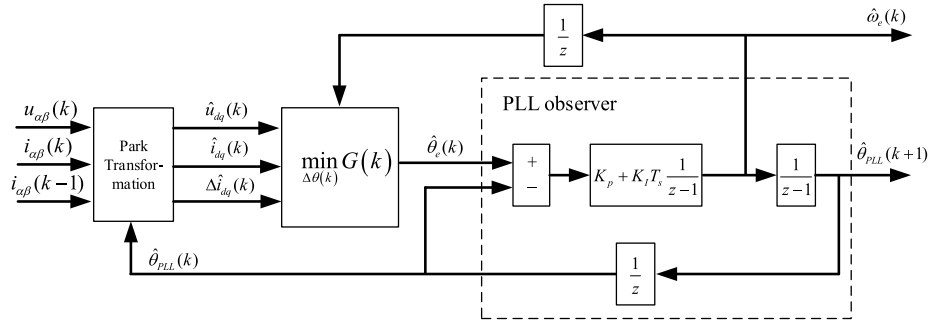 1/z
ω̂_e(k)
PLL observer
u_αβ(k)
i_αβ(k)
i_αβ(k−1)
Park
Transfor-
mation
û_dq(k)
î_dq(k)
Δî_dq(k)
min G(k)
Δθ(k)
θ̂_e(k)
+
−
K_p + K_I T_s 1/(z−1)
1/(z−1)
θ̂_PLL(k+1)
θ̂_PLL(k)
1/z